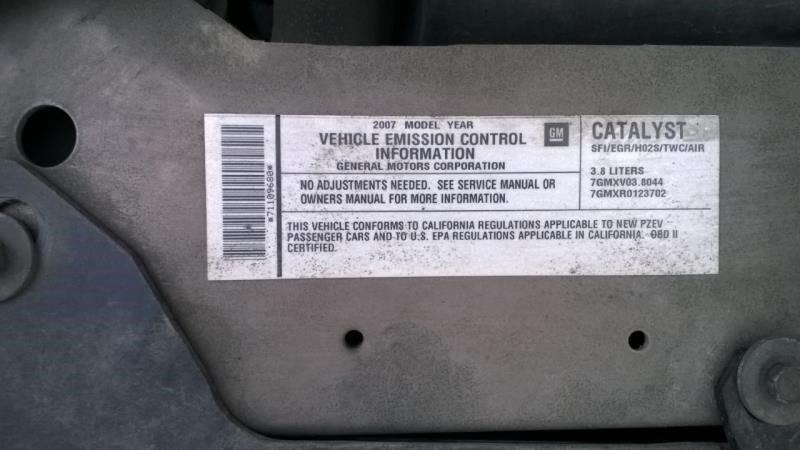 *71109680*
2007 MODEL YEAR
VEHICLE EMISSION CONTROL
INFORMATION
GENERAL MOTORS CORPORATION
GM
CATALYST
SFI/EGR/HO2S/TWC/AIR
3.8 LITERS
7GMXV03.8044
7GMXR0123702
NO ADJUSTMENTS NEEDED. SEE SERVICE MANUAL OR
OWNERS MANUAL FOR MORE INFORMATION.
THIS VEHICLE CONFORMS TO CALIFORNIA REGULATIONS APPLICABLE TO NEW PZEV
PASSENGER CARS AND TO U.S. EPA REGULATIONS APPLICABLE IN CALIFORNIA. OBD II
CERTIFIED.